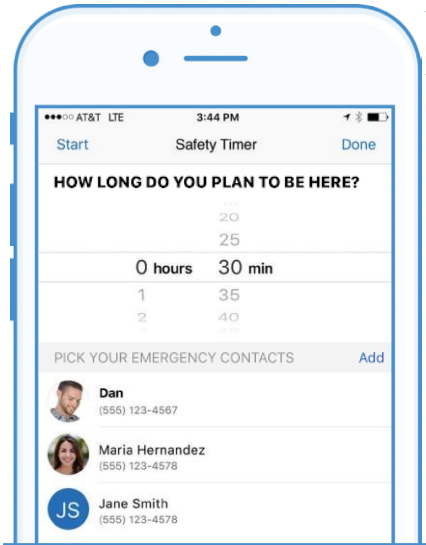 AT&T LTE 3:44 PM
Start Safety Timer Done
HOW LONG DO YOU PLAN TO BE HERE?
20
25
0 hours 30 min
1 35
2 40
PICK YOUR EMERGENCY CONTACTS Add
Dan
(555) 123-4567
Maria Hernandez
(555) 123-4578
JS Jane Smith
(555) 123-4578